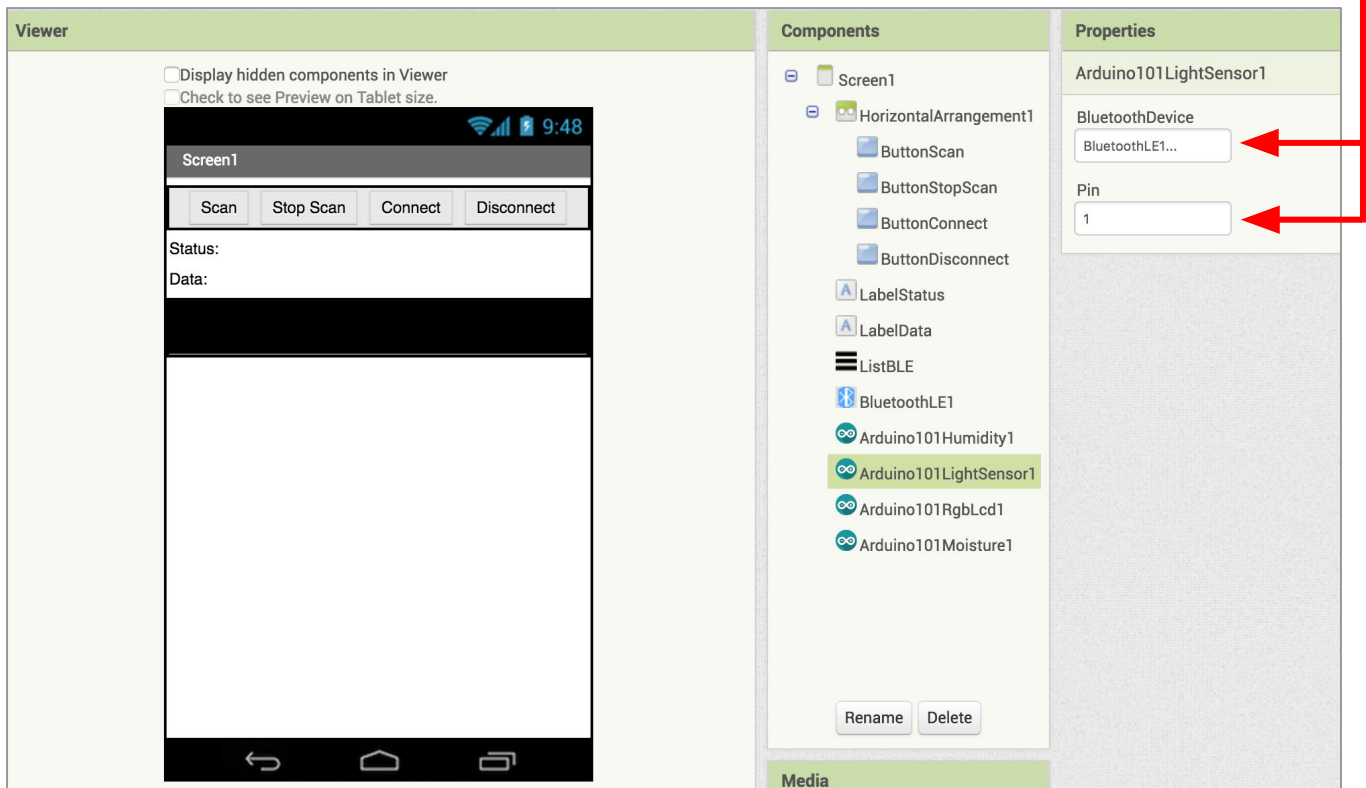 Viewer
Display hidden components in Viewer
Check to see Preview on Tablet size.
9:48
Screen1
Scan Stop Scan Connect Disconnect
Status:
Data:
Components
Screen1
HorizontalArrangement1
ButtonScan
ButtonStopScan
ButtonConnect
ButtonDisconnect
LabelStatus
LabelData
ListBLE
BluetoothLE1
Arduino101Humidity1
Arduino101LightSensor1
Arduino101RgbLcd1
Arduino101Moisture1
Rename Delete
Media
Properties
Arduino101LightSensor1
BluetoothDevice
BluetoothLE1...
Pin
1